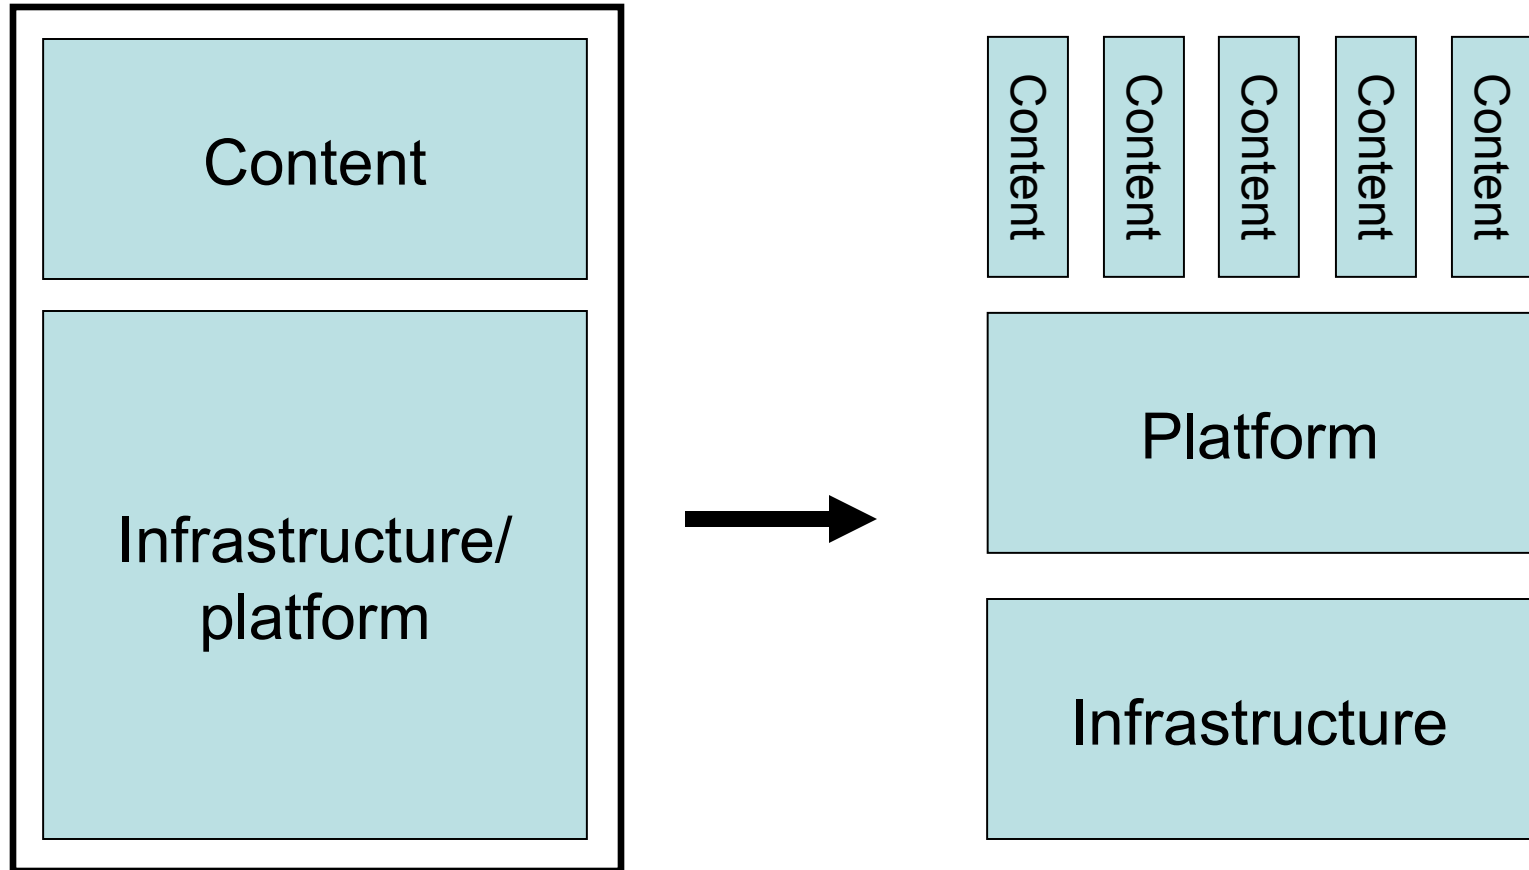 Content
Infrastructure/
platform
Content
Content
Content
Content
Content
Platform
Infrastructure